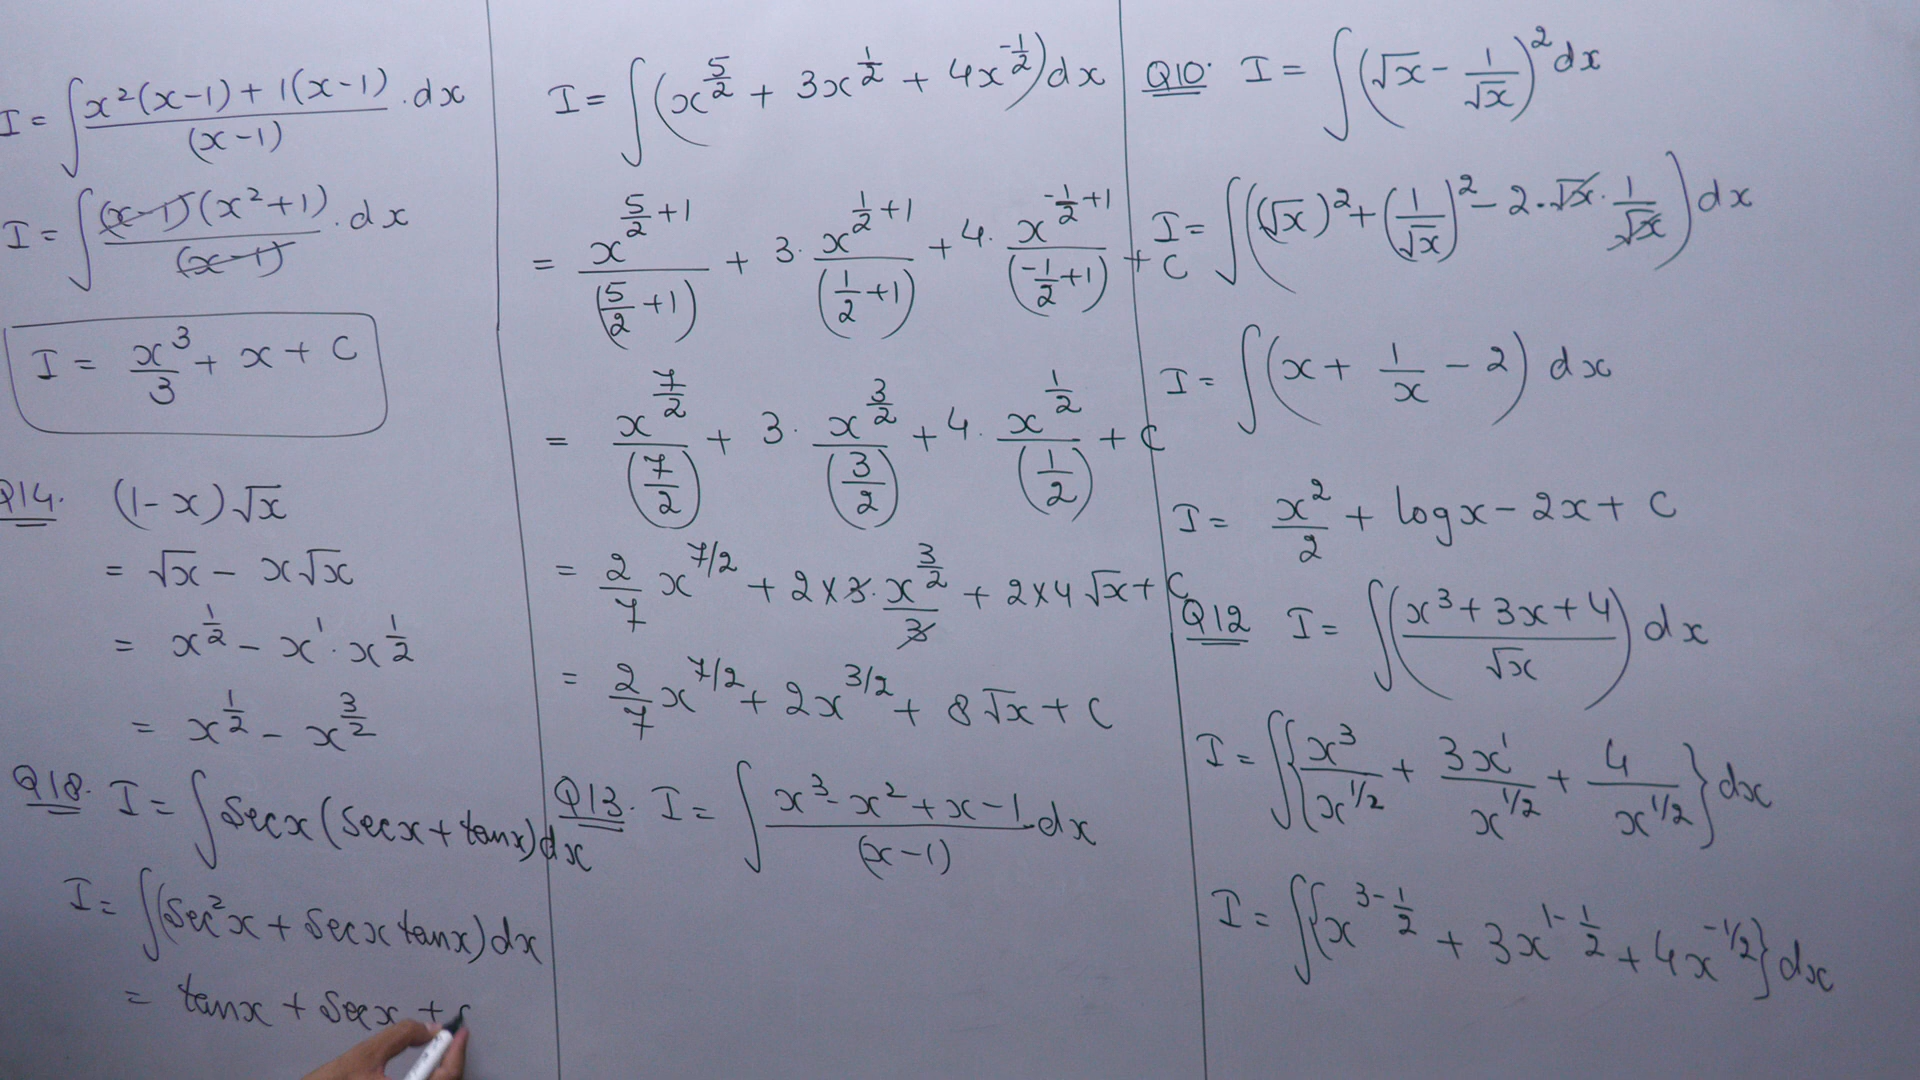 I = ∫ x²(x-1) + 1(x-1) / (x-1) . dx
I = ∫ (x-1)(x²+1) / (x-1) . dx
I = x³/3 + x + C
Q14. (1-x)√x
= √x - x√x
= x^(1/2) - x¹ · x^(1/2)
= x^(1/2) - x^(3/2)
Q18. I = ∫ Secx (Secx + tanx) dx
I = ∫ (Sec²x + Secx tanx) dx
= tanx + Secx +
I = ∫ (x^(5/2) + 3x^(1/2) + 4x^(-1/2)) dx
= x^(5/2+1) / (5/2+1) + 3. x^(1/2+1) / (1/2+1) + 4. x^(-1/2+1) / (-1/2+1) + C
= x^(7/2) / (7/2) + 3. x^(3/2) / (3/2) + 4. x^(1/2) / (1/2) + C
= 2/7 x^(7/2) + 2×3. x^(3/2) / 3 + 2×4 √x + C
= 2/7 x^(7/2) + 2x^(3/2) + 8√x + C
Q13. I = ∫ x³ - x² + x - 1 / (x-1) . dx
Q10. I = ∫ (√x - 1/√x)² dx
I = ∫ ((√x)² + (1/√x)² - 2.√x. 1/√x) dx
I = ∫ (x + 1/x - 2) dx
I = x²/2 + logx - 2x + C
Q12 I = ∫ (x³ + 3x + 4 / √x) dx
I = ∫ {x³/x^(1/2) + 3x¹/x^(1/2) + 4/x^(1/2)} dx
I = ∫ {x^(3-1/2) + 3x^(1-1/2) + 4x^(-1/2)} dx